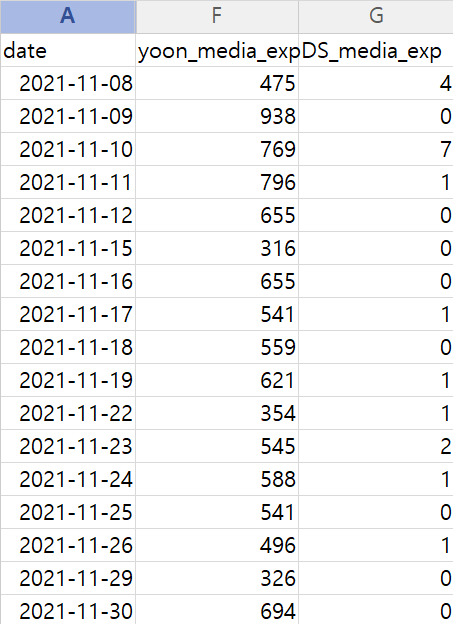 A F G
date yoon_media_exp DS_media_exp
2021-11-08 475 4
2021-11-09 938 0
2021-11-10 769 7
2021-11-11 796 1
2021-11-12 655 0
2021-11-15 316 0
2021-11-16 655 0
2021-11-17 541 1
2021-11-18 559 0
2021-11-19 621 1
2021-11-22 354 1
2021-11-23 545 2
2021-11-24 588 1
2021-11-25 541 0
2021-11-26 496 1
2021-11-29 326 0
2021-11-30 694 0